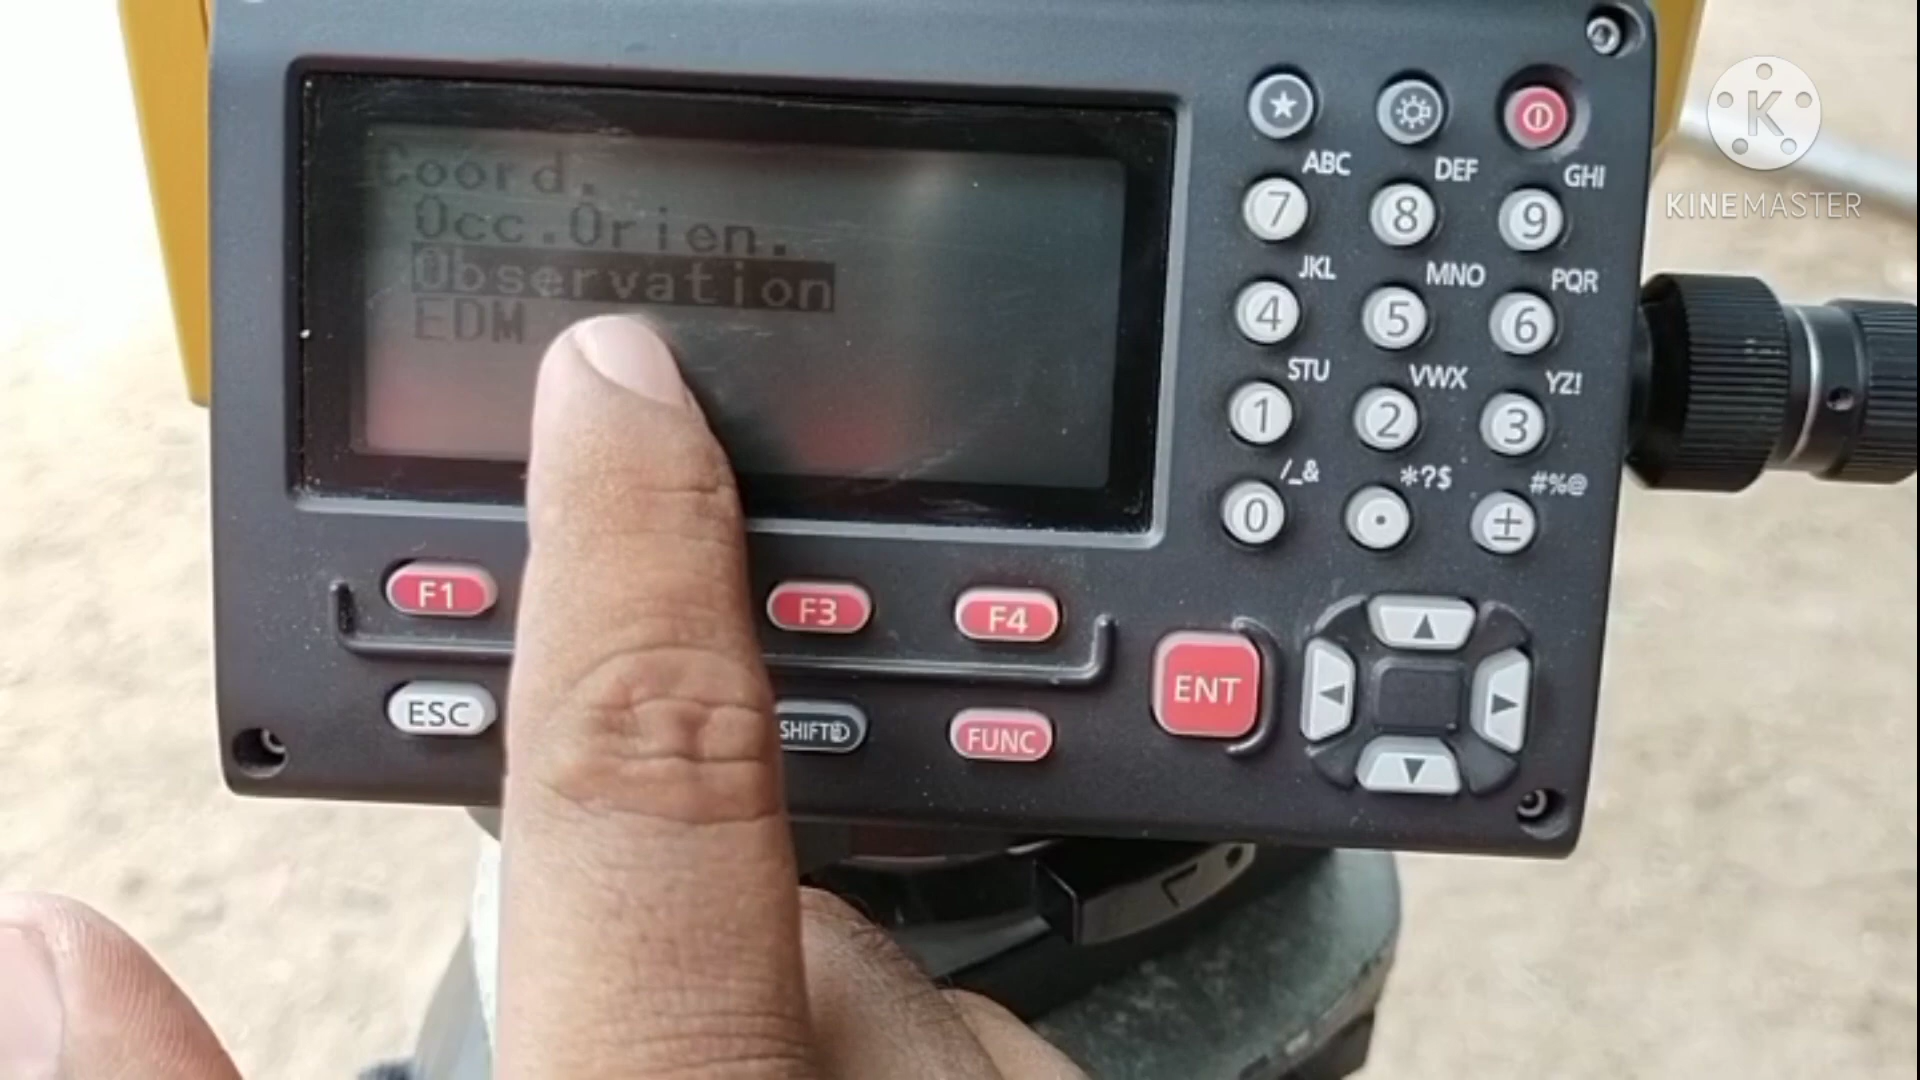 Coord.
Occ.Orien.
Observation
EDM
ABC
DEF
GHI
7
8
9
JKL
MNO
PQR
4
5
6
STU
VWX
YZ!
1
2
3
/_&
*?$
#%@
0
.
±
F1
F3
F4
ESC
SHIFT
FUNC
ENT
K
KINEMASTER